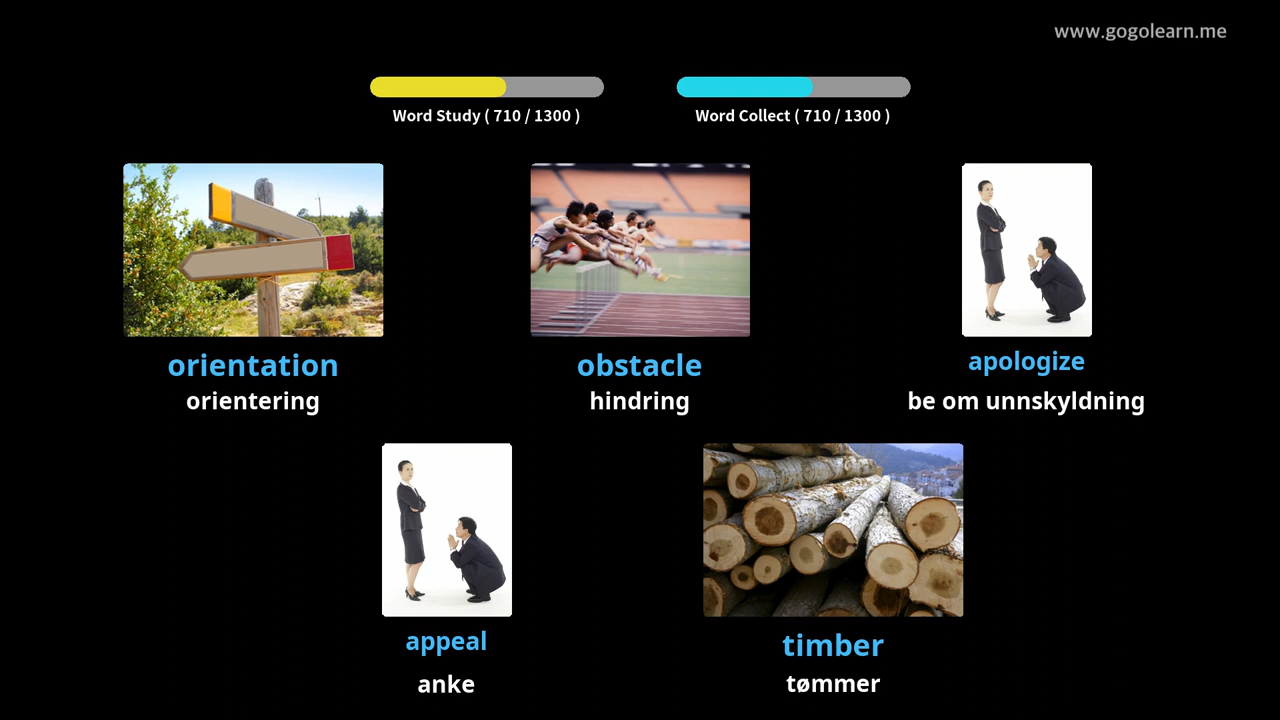 www.gogolearn.me
Word Study ( 710 / 1300 )
Word Collect ( 710 / 1300 )
orientation
orientering
obstacle
hindring
apologize
be om unnskyldning
appeal
anke
timber
tømmer